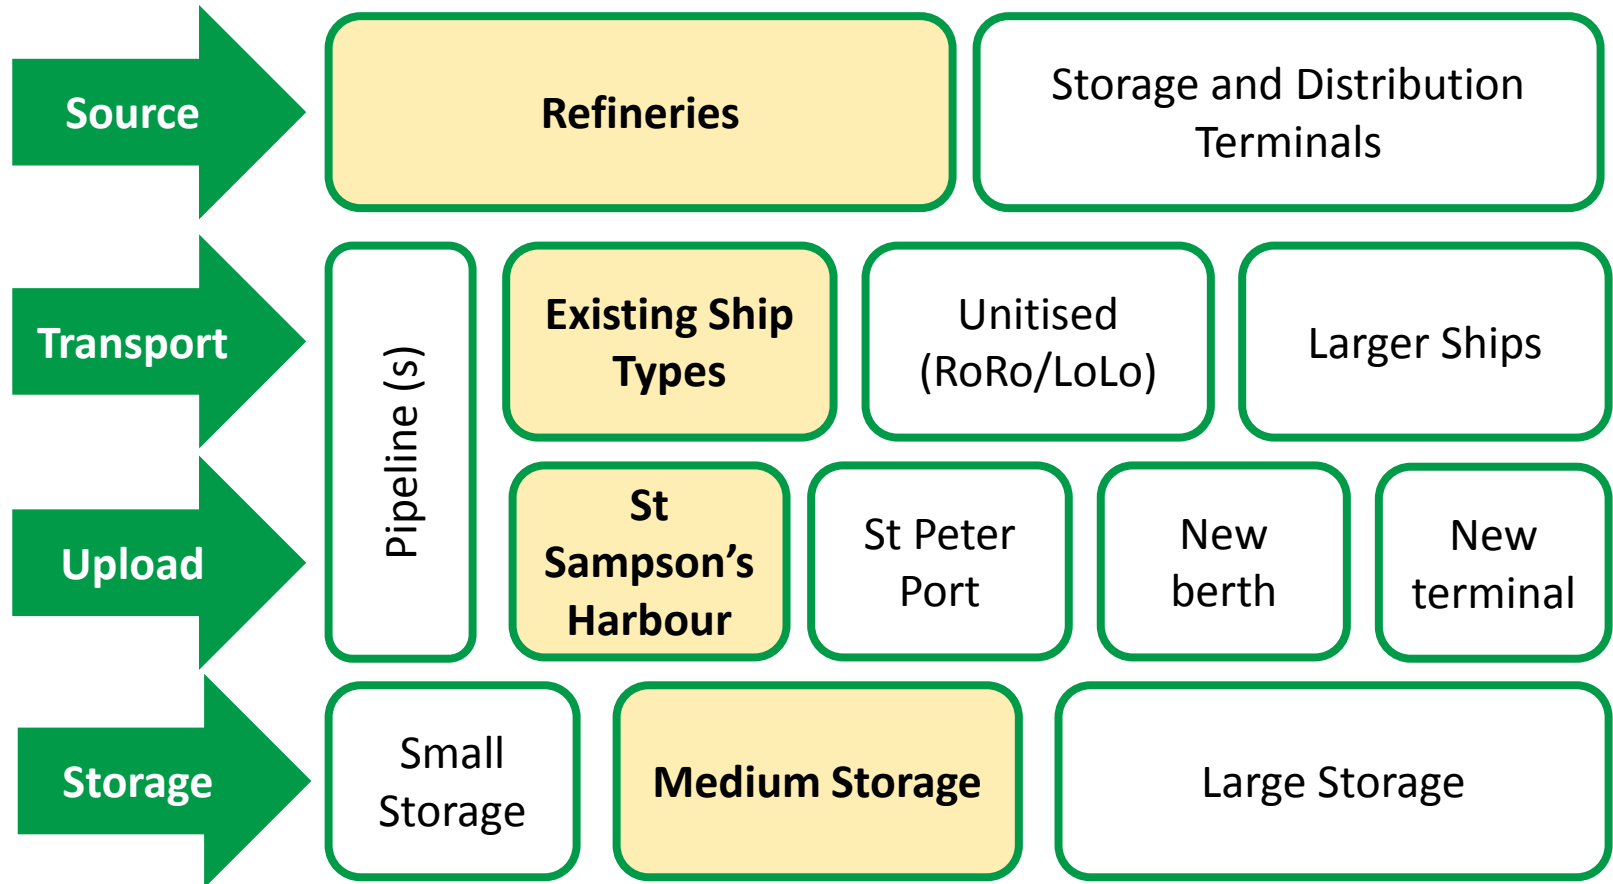 Source
Refineries
Storage and Distribution
Terminals
Transport
Pipeline (s)
Existing Ship
Types
Unitised
(RoRo/LoLo)
Larger Ships
Upload
St
Sampson’s
Harbour
St Peter
Port
New
berth
New
terminal
Storage
Small
Storage
Medium Storage
Large Storage